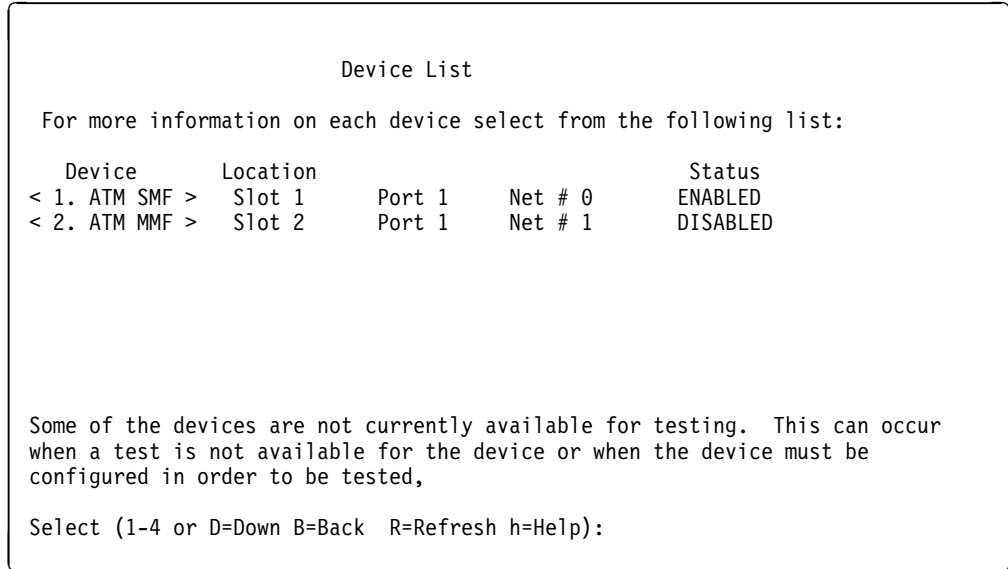 Device List
For more information on each device select from the following list:
Device Location Status
< 1. ATM SMF > Slot 1 Port 1 Net # 0 ENABLED
< 2. ATM MMF > Slot 2 Port 1 Net # 1 DISABLED
Some of the devices are not currently available for testing. This can occur
when a test is not available for the device or when the device must be
configured in order to be tested,
Select (1-4 or D=Down B=Back R=Refresh h=Help):